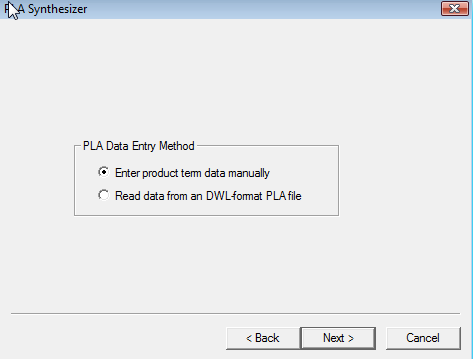 PLA Synthesizer
PLA Data Entry Method
Enter product term data manually
Read data from an DWL-format PLA file
< Back
Next >
Cancel